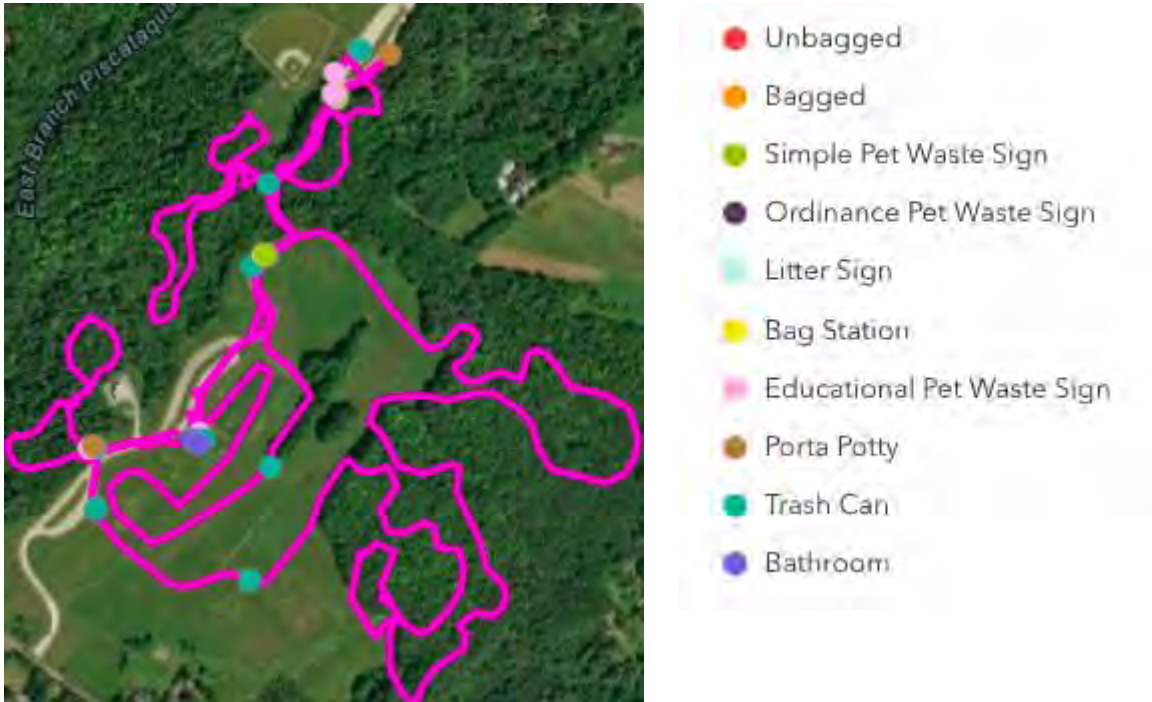 East Branch Piscataqu
Unbagged
Bagged
Simple Pet Waste Sign
Ordinance Pet Waste Sign
Litter Sign
Bag Station
Educational Pet Waste Sign
Porta Potty
Trash Can
Bathroom